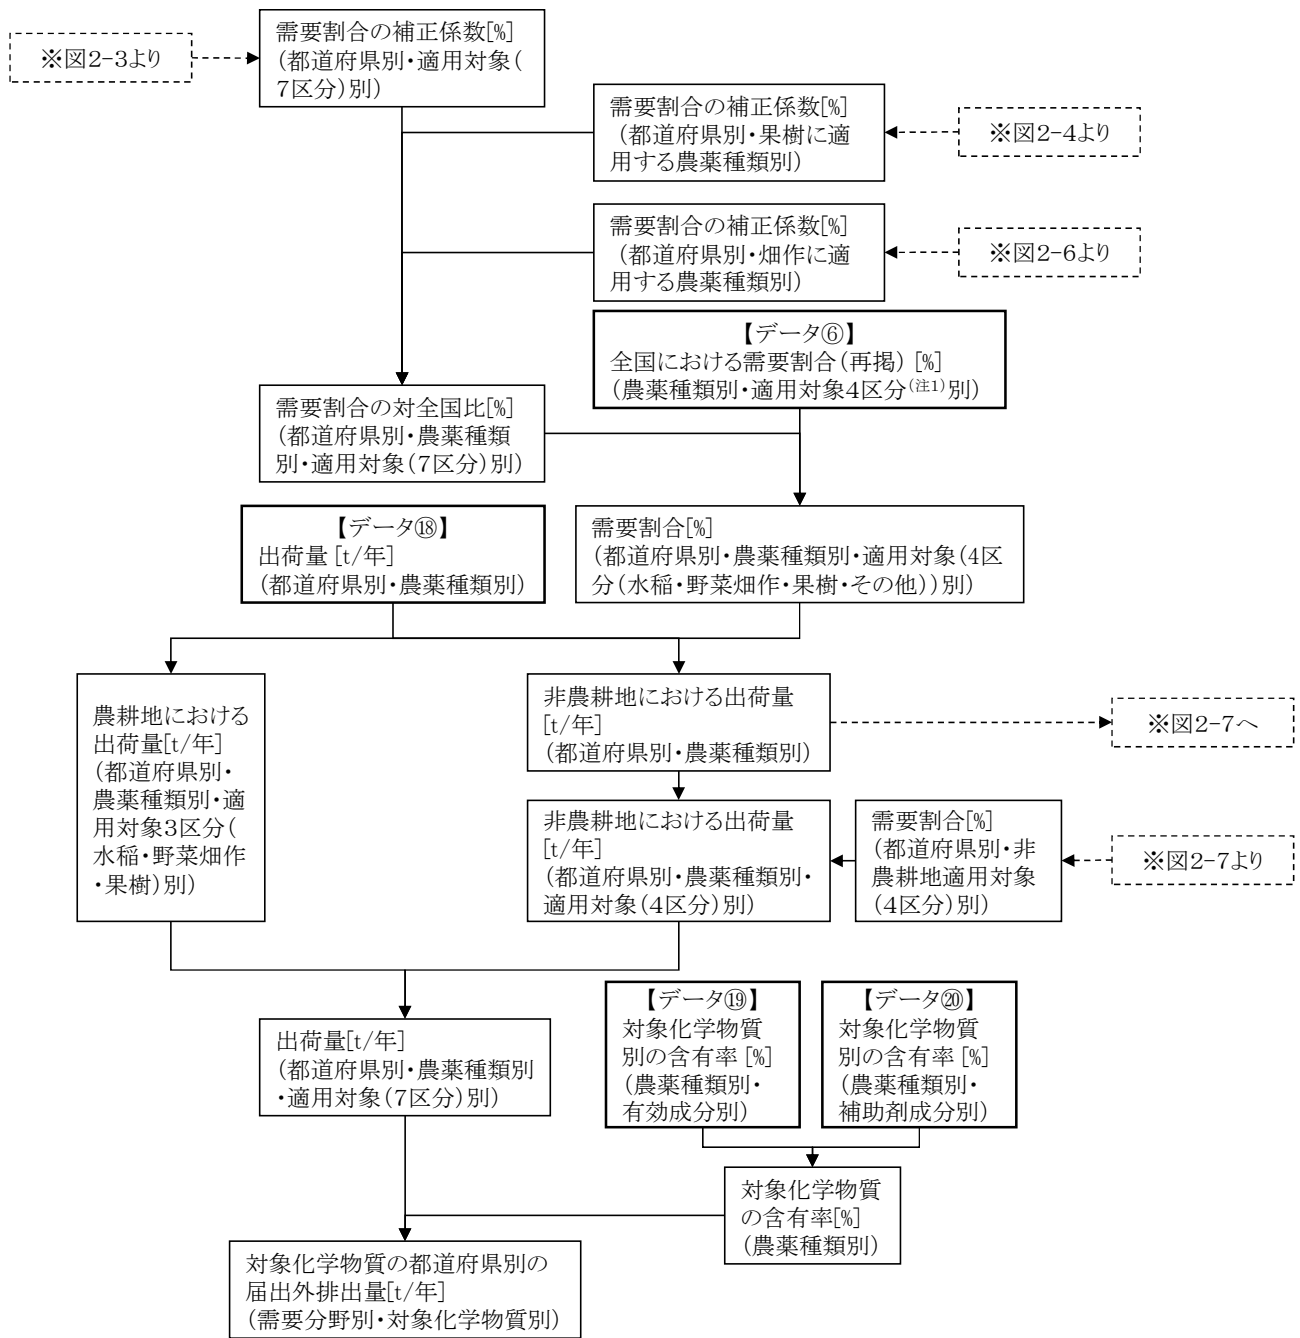 需要割合の補正係数[%]
(都道府県別・適用対象(
7区分)別)
※図2-3より
需要割合の補正係数[%]
(都道府県別・果樹に適
用する農薬種類別)
※図2-4より
需要割合の補正係数[%]
(都道府県別・畑作に適
用する農薬種類別)
※図2-6より
【データ⑥】
全国における需要割合(再掲) [%]
(農薬種類別・適用対象4区分(注1)別)
需要割合の対全国比[%]
(都道府県別・農薬種類
別・適用対象(7区分)別)
【データ⑱】
出荷量 [t/年]
(都道府県別・農薬種類別)
需要割合[%]
(都道府県別・農薬種類別・適用対象(4区
分(水稲・野菜畑作・果樹・その他))別)
農耕地における
出荷量[t/年]
(都道府県別・
農薬種類別・適
用対象3区分(
水稲・野菜畑作
・果樹)別)
非農耕地における出荷量
[t/年]
(都道府県別・農薬種類別)
※図2-7へ
非農耕地における出荷量
[t/年]
(都道府県別・農薬種類別・
適用対象(4区分)別)
需要割合[%]
(都道府県別・非
農耕地適用対象
(4区分)別)
※図2-7より
出荷量[t/年]
(都道府県別・農薬種類別
・適用対象(7区分)別)
【データ⑲】
対象化学物質
別の含有率 [%]
(農薬種類別・
有効成分別)
【データ⑳】
対象化学物質
別の含有率 [%]
(農薬種類別・
補助剤成分別)
対象化学物質
の含有率[%]
(農薬種類別)
対象化学物質の都道府県別の
届出外排出量[t/年]
(需要分野別・対象化学物質別)